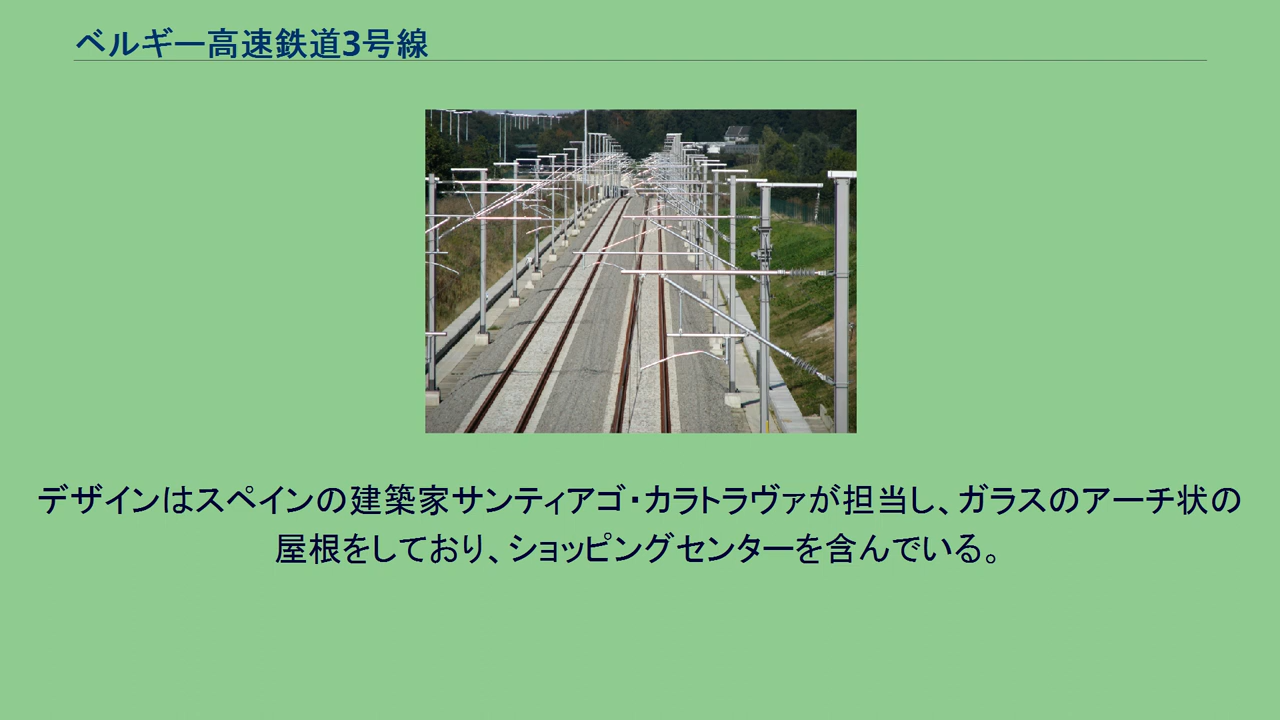 ベルギー高速鉄道3号線
デザインはスペインの建築家サンティアゴ・カラトラヴァが担当し、ガラスのアーチ状の
屋根をしており、ショッピングセンターを含んでいる。